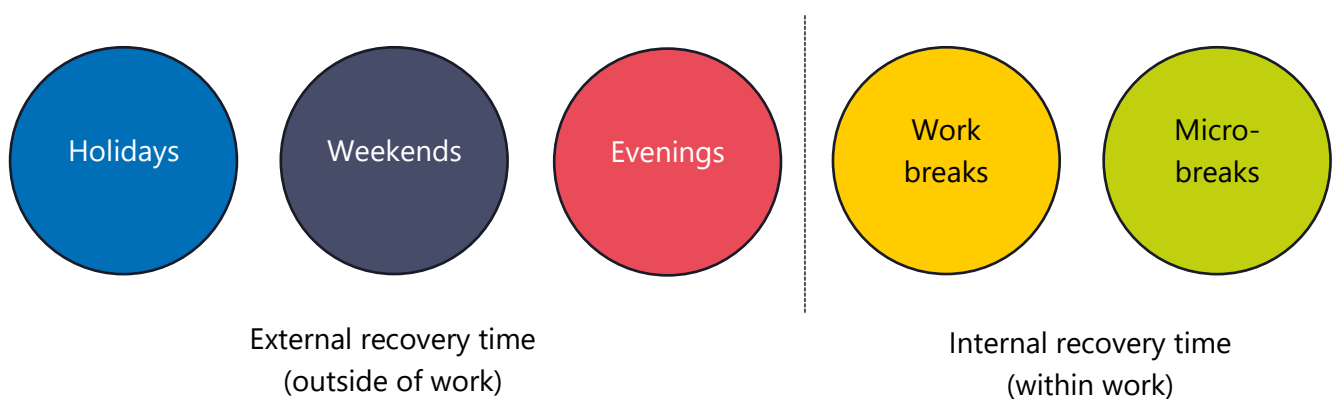 Holidays
Weekends
Evenings
Work
breaks
Micro-
breaks
External recovery time
(outside of work)
Internal recovery time
(within work)